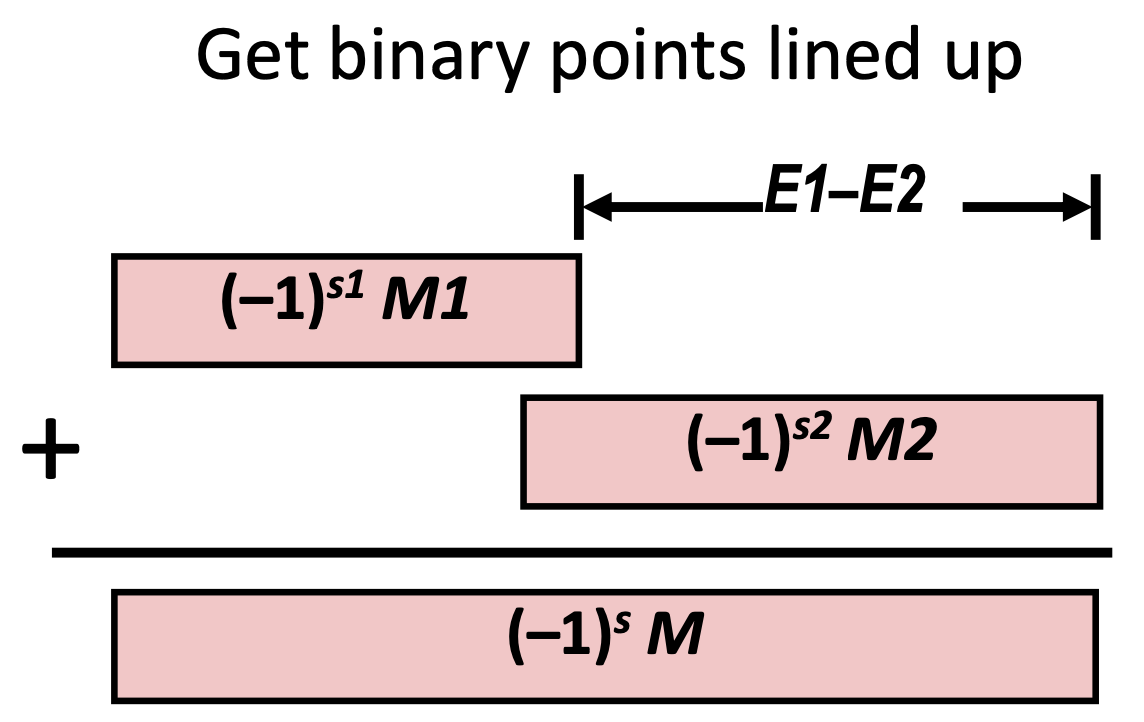 Get binary points lined up
E1–E2
(–1)^s1 M1
+
(–1)^s2 M2
(–1)^s M